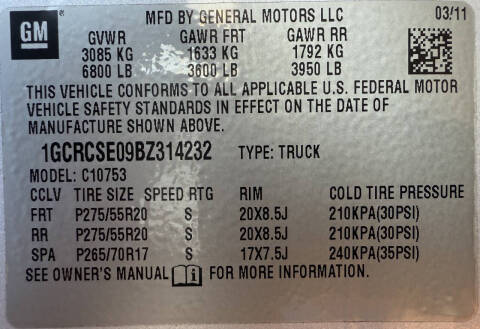 MFD BY GENERAL MOTORS LLC 03/11
GM
GVWR GAWR FRT GAWR RR
3085 KG 1633 KG 1792 KG
6800 LB 3600 LB 3950 LB
THIS VEHICLE CONFORMS TO ALL APPLICABLE U.S. FEDERAL MOTOR
VEHICLE SAFETY STANDARDS IN EFFECT ON THE DATE OF
MANUFACTURE SHOWN ABOVE.
1GCRCSE09BZ314232 TYPE: TRUCK
MODEL: C10753
CCLV TIRE SIZE SPEED RTG RIM COLD TIRE PRESSURE
FRT P275/55R20 S 20X8.5J 210KPA(30PSI)
RR P275/55R20 S 20X8.5J 210KPA(30PSI)
SP P265/70R17 S 17X7.5J 240KPA(35PSI)
SEE OWNER'S MANUAL FOR MORE INFORMATION.